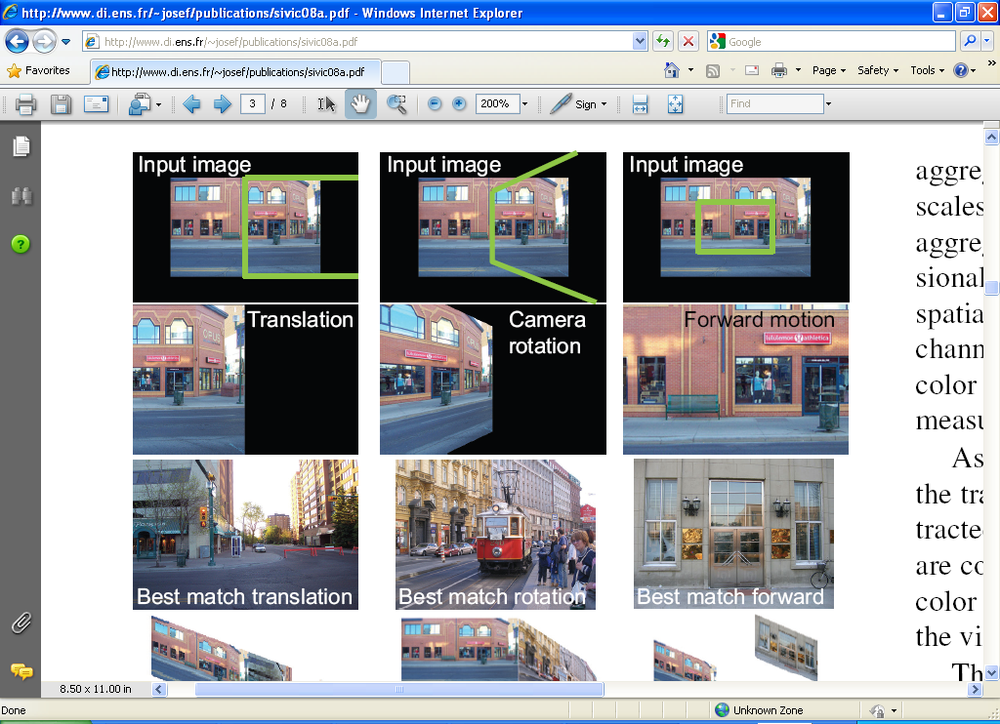 http://www.di.ens.fr/~josef/publications/sivic08a.pdf - Windows Internet Explorer
http://www.di.ens.fr/~josef/publications/sivic08a.pdf
Google
Favorites
http://www.di.ens.fr/~josef/publications/sivic08a.pdf
Page
Safety
Tools
3 / 8
200%
Sign
Find
Input image
Input image
Input image
Translation
Camera
rotation
Forward motion
OPUS
lululemon athletica
Best match translation
Best match rotation
Best match forward
aggre
scales
aggre
sional
spatia
chann
color
measu
As
the tra
tracte
are co
color
the vi
Th
8.50 x 11.00 in
Done
Unknown Zone